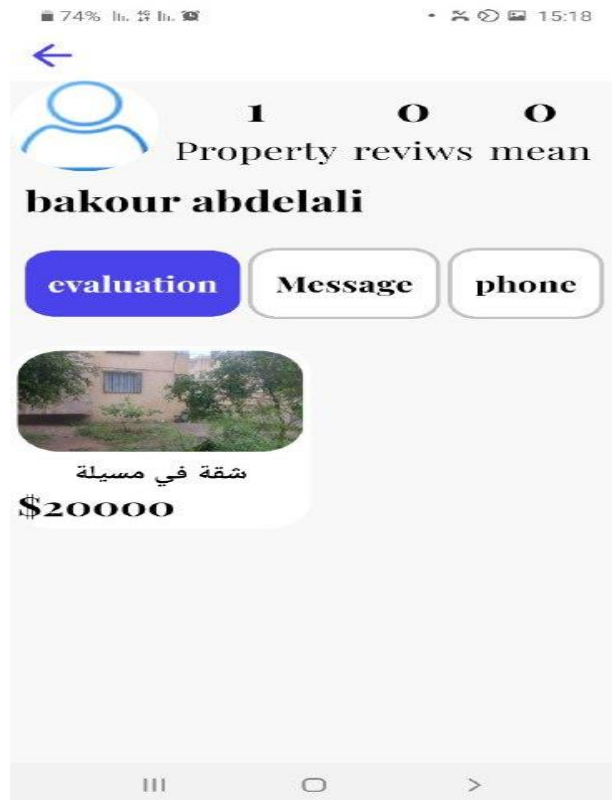 74% 15:18
1 0 0
Property reviws mean
bakour abdelali
evaluation Message phone
شقة في مسيلة
$20000